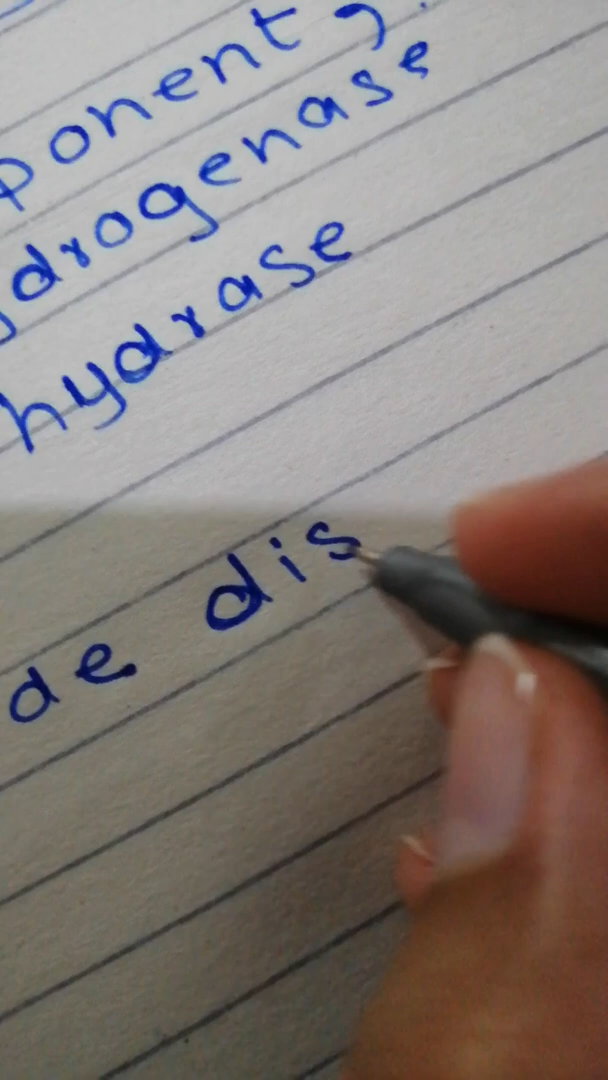 ponent,
drogenase
hydrase
de dis